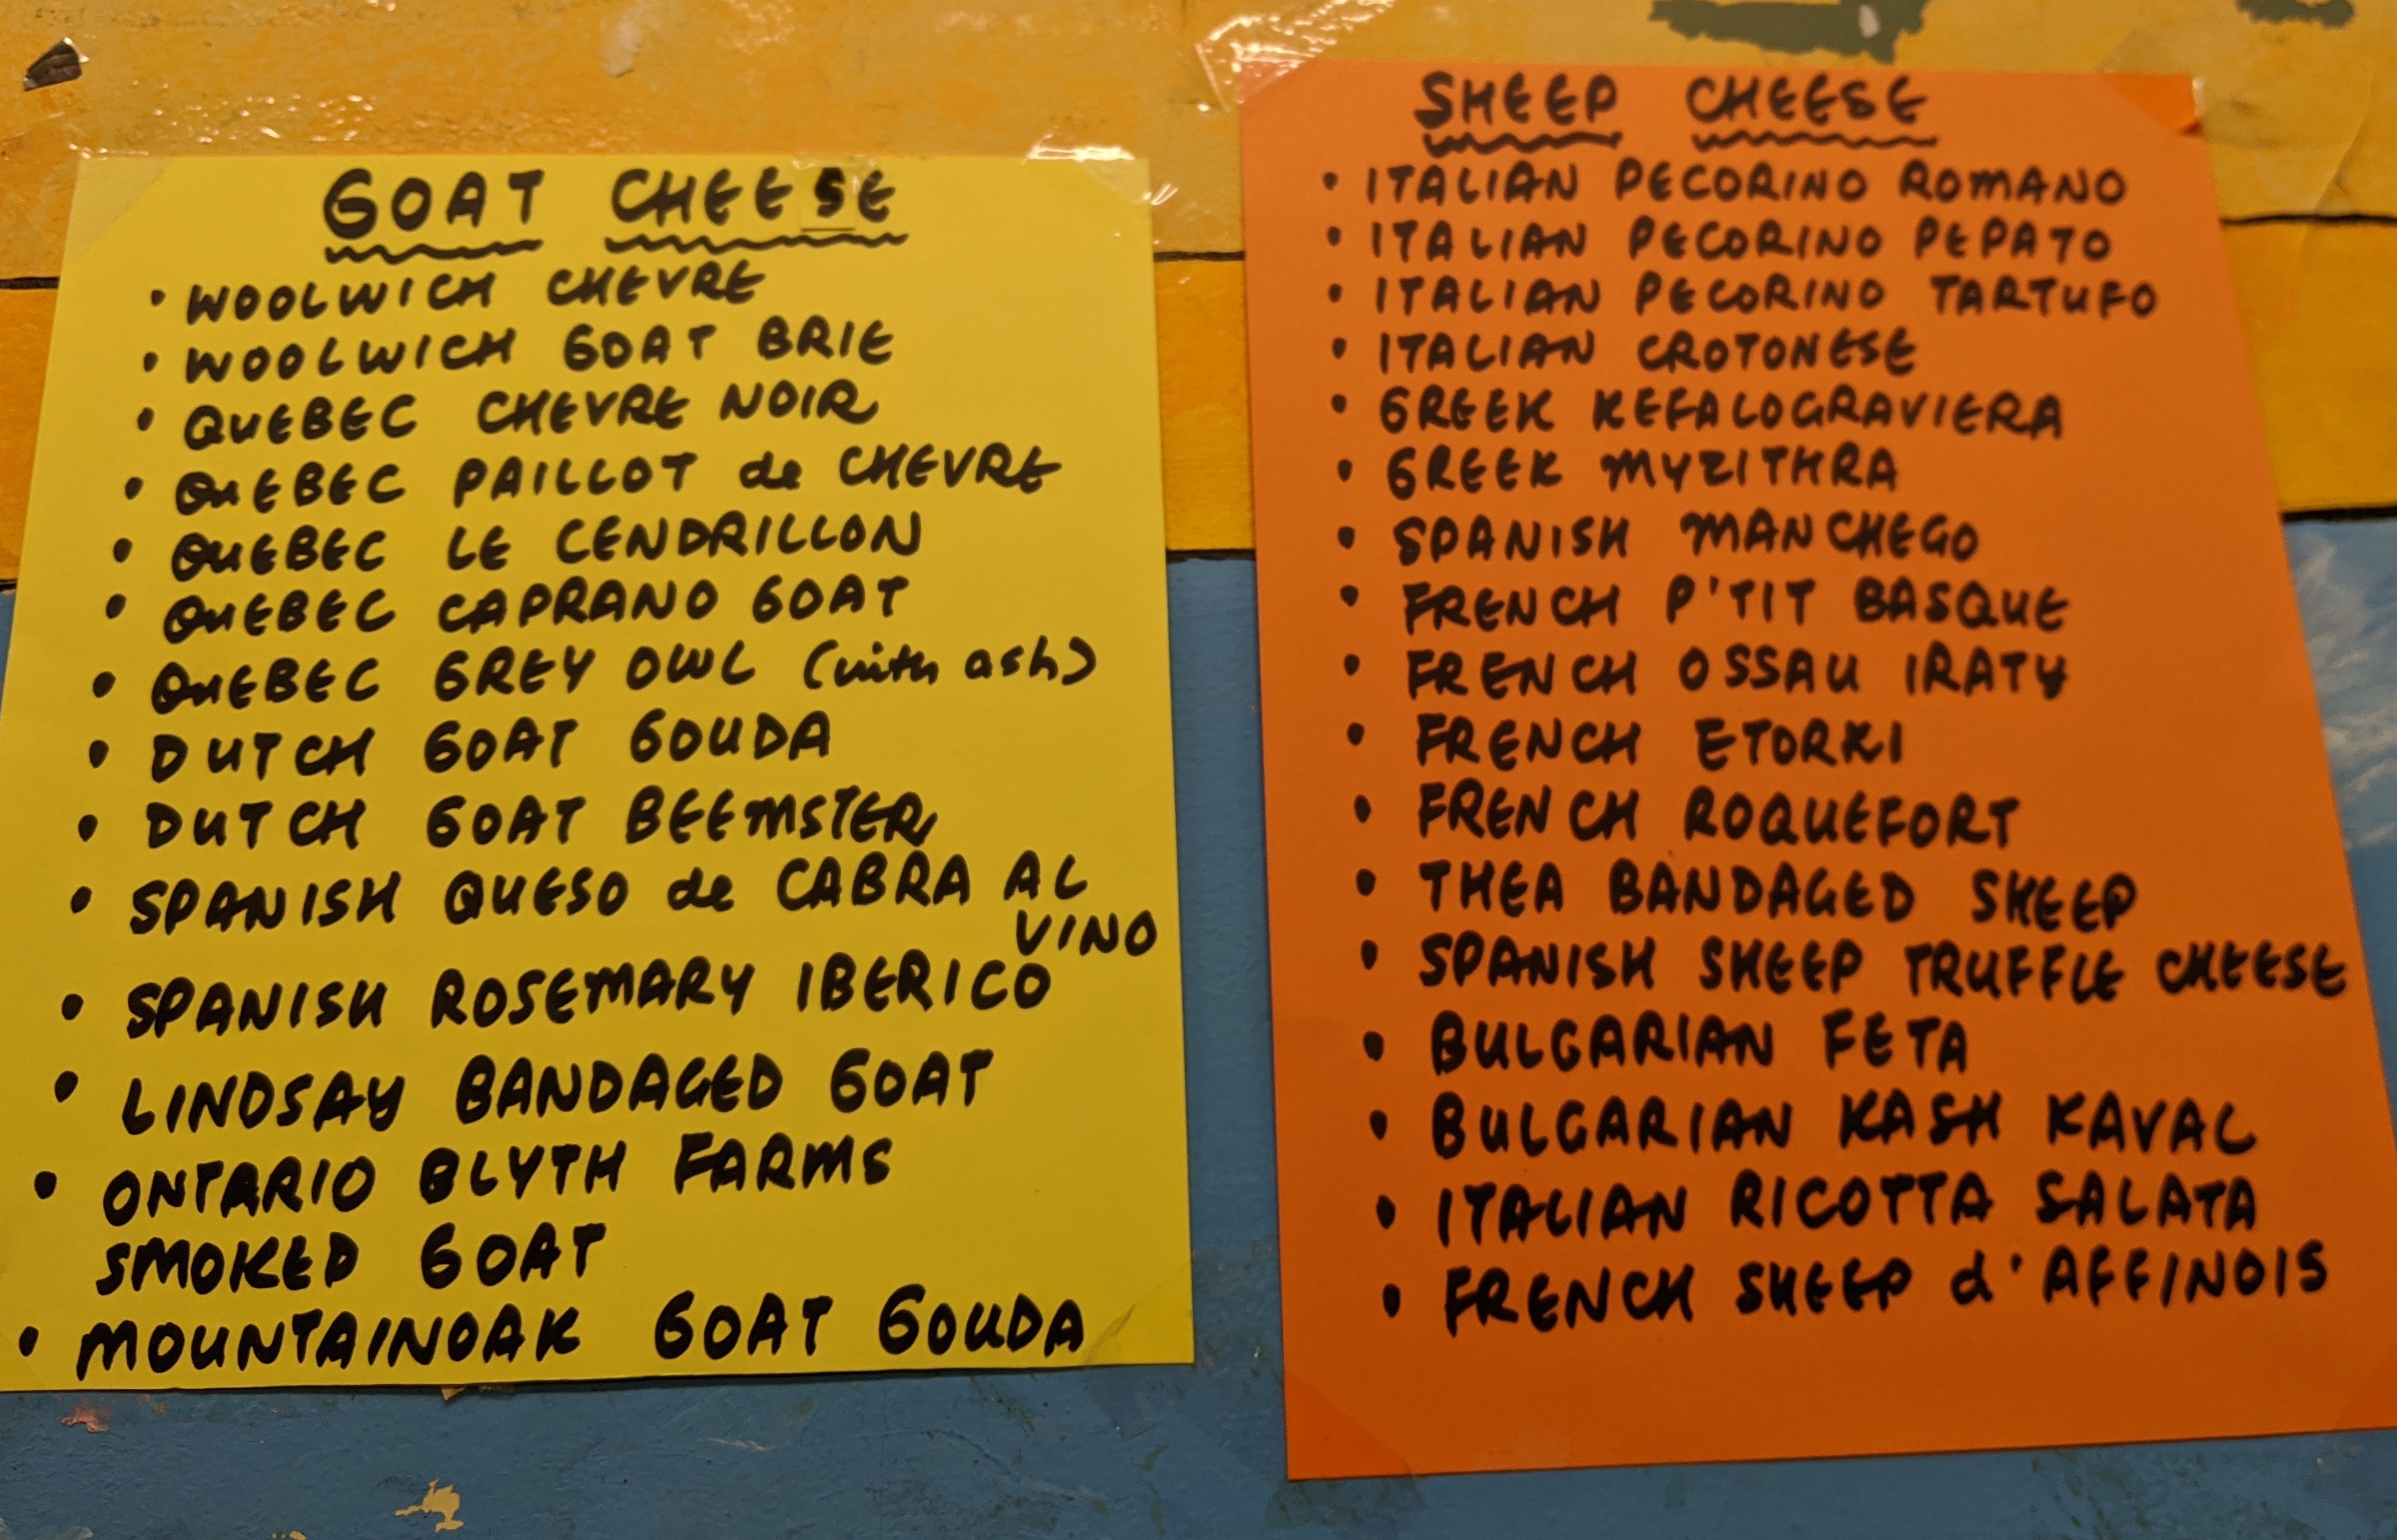 GOAT CHEESE
• WOOLWICH CHEVRE
• WOOLWICH GOAT BRIE
• QUEBEC CHEVRE NOIR
• QUEBEC PAILLOT de CHEVRE
• QUEBEC LE CENDRILLON
• QUEBEC CAPRANO GOAT
• QUEBEC GREY OWL (with ash)
• DUTCH GOAT GOUDA
• DUTCH GOAT BEEMSTER
• SPANISH QUESO de CABRA AL
VINO
• SPANISH ROSEMARY IBERICO
• LINDSAY BANDAGED GOAT
• ONTARIO BLYTH FARMS
SMOKED GOAT
• MOUNTAINOAK GOAT GOUDA
SHEEP CHEESE
• ITALIAN PECORINO ROMANO
• ITALIAN PECORINO PEPATO
• ITALIAN PECORINO TARTUFO
• ITALIAN CROTONESE
• GREEK KEFALOGRAVIERA
• GREEK MYZITHRA
• SPANISH MANCHEGO
• FRENCH P'TIT BASQUE
• FRENCH OSSAU IRATY
• FRENCH ETORKI
• FRENCH ROQUEFORT
• THEA BANDAGED SHEEP
• SPANISH SHEEP TRUFFLE CHEESE
• BULGARIAN FETA
• BULGARIAN KASH KAVAL
• ITALIAN RICOTTA SALATA
• FRENCH SHEEP d'AFFINOIS